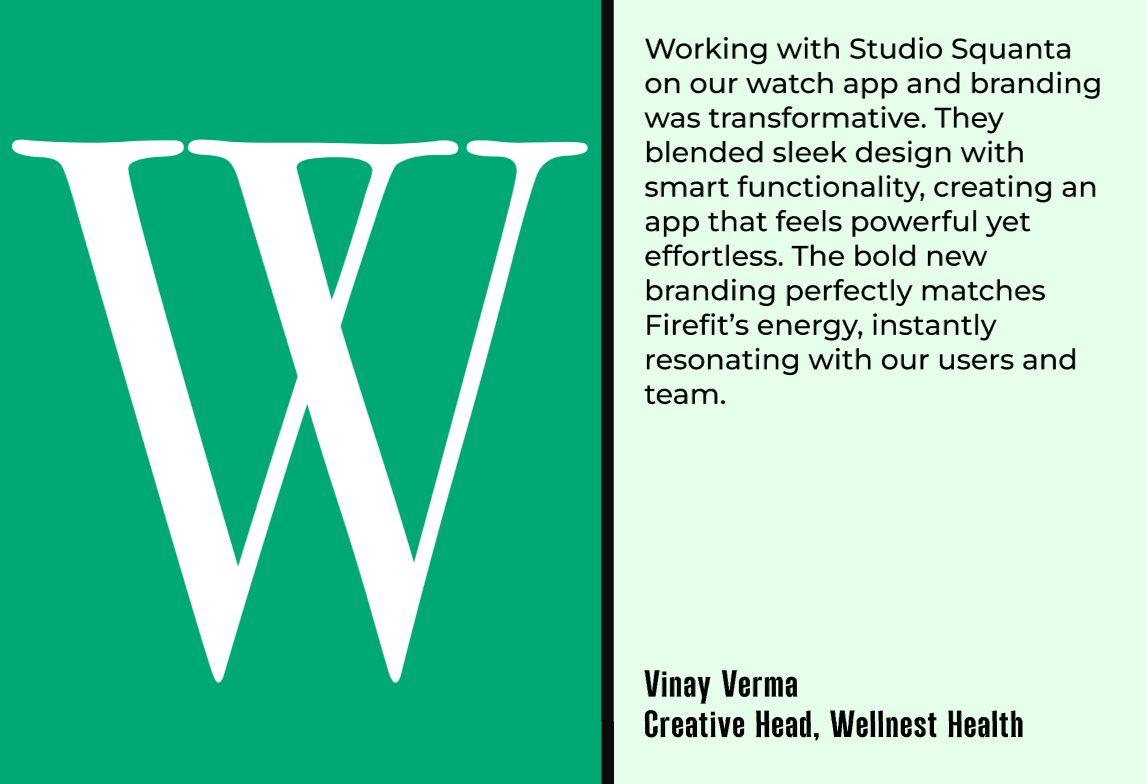 W
Working with Studio Squanta
on our watch app and branding
was transformative. They
blended sleek design with
smart functionality, creating an
app that feels powerful yet
effortless. The bold new
branding perfectly matches
Firefit’s energy, instantly
resonating with our users and
team.
Vinay Verma
Creative Head, Wellnest Health